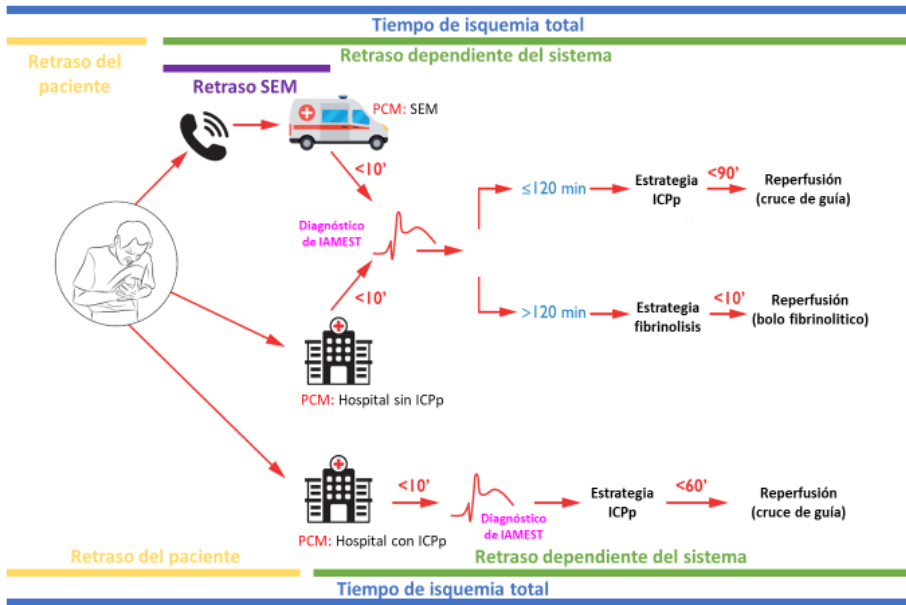 Tiempo de isquemia total
Retraso dependiente del sistema
Retraso del
paciente
Retraso SEM
PCM: SEM
<10'
Diagnóstico
de IAMEST
<10'
≤120 min
Estrategia
ICPp
<90'
Reperfusión
(cruce de guía)
>120 min
Estrategia
fibrinolisis
<10'
Reperfusión
(bolo fibrinolitico)
PCM: Hospital sin ICPp
<10'
Diagnóstico
de IAMEST
Estrategia
ICPp
<60'
Reperfusión
(cruce de guía)
PCM: Hospital con ICPp
Retraso del paciente
Retraso dependiente del sistema
Tiempo de isquemia total